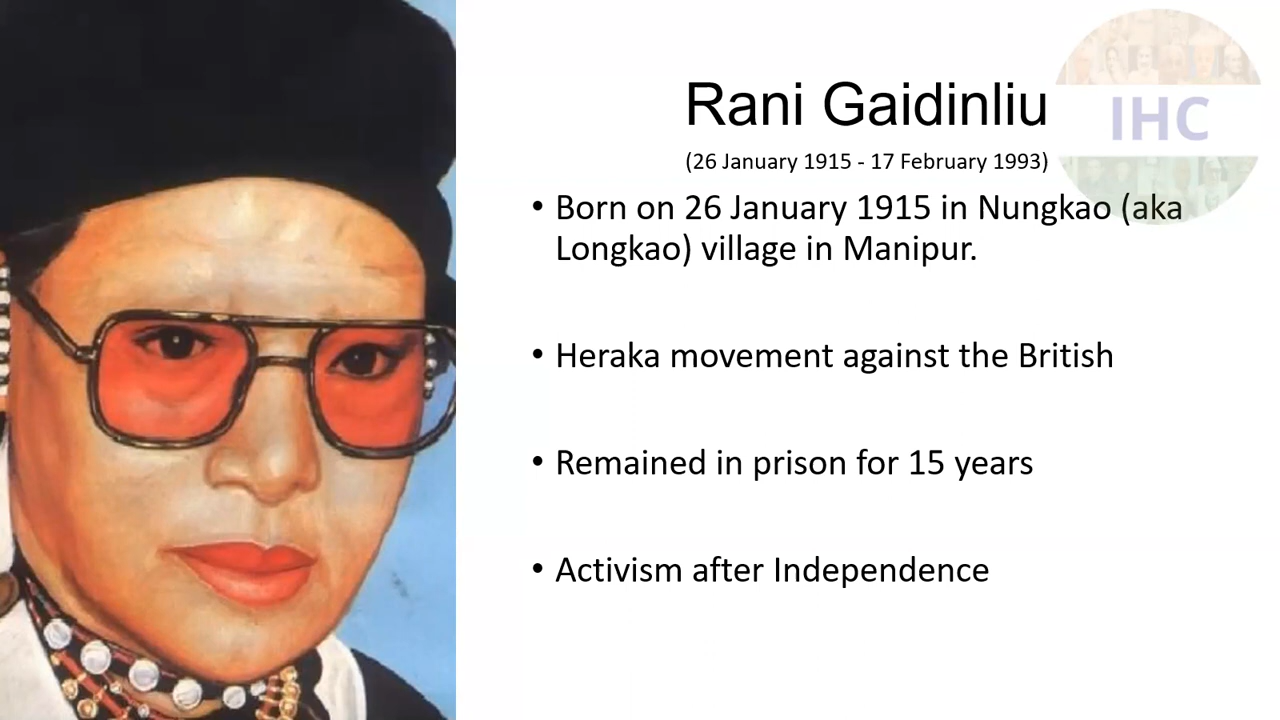 Rani Gaidinliu
IHC
(26 January 1915 - 17 February 1993)
• Born on 26 January 1915 in Nungkao (aka
Longkao) village in Manipur.
• Heraka movement against the British
• Remained in prison for 15 years
• Activism after Independence